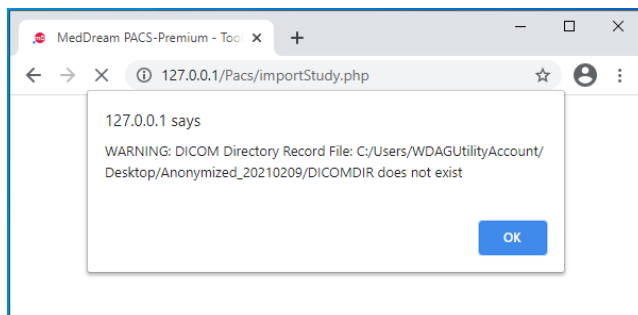 MedDream PACS-Premium - Too
127.0.0.1/Pacs/importStudy.php
127.0.0.1 says
WARNING: DICOM Directory Record File: C:/Users/WDAGUtilityAccount/
Desktop/Anonymized_20210209/DICOMDIR does not exist
OK